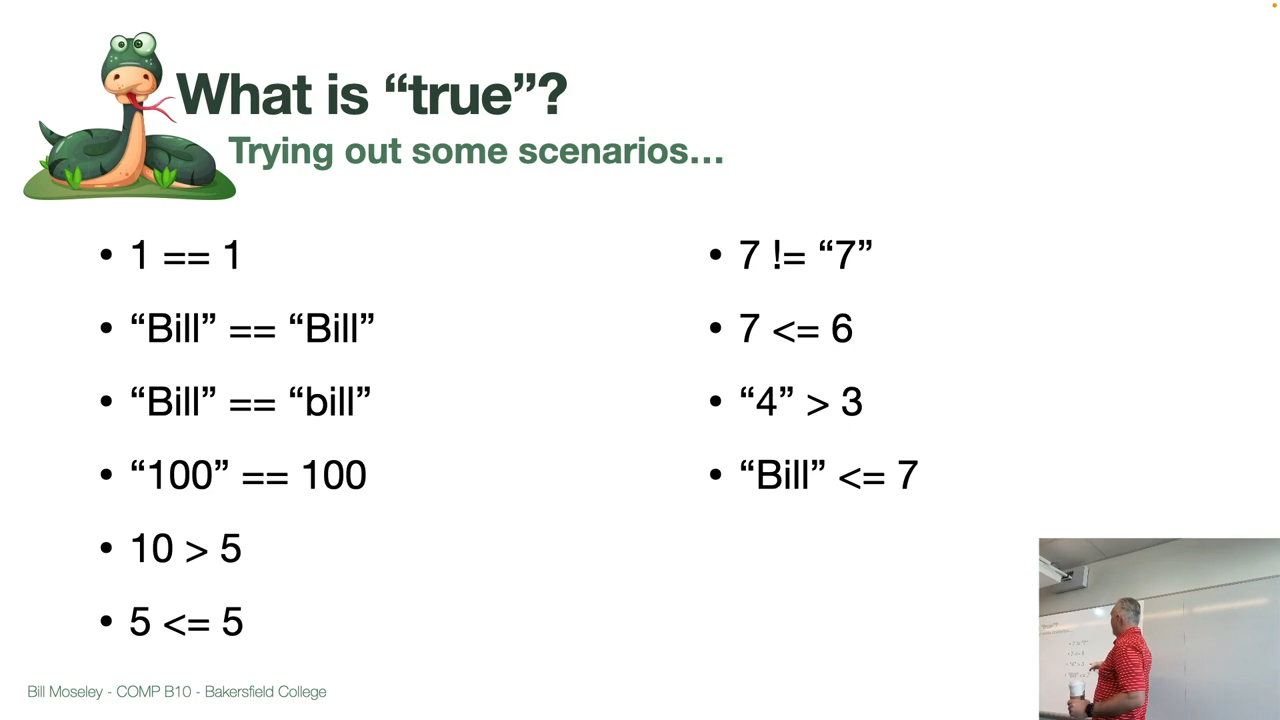 What is “true”?
Trying out some scenarios…
• 1 == 1
• “Bill” == “Bill”
• “Bill” == “bill”
• “100” == 100
• 10 > 5
• 5 <= 5
• 7 != “7”
• 7 <= 6
• “4” > 3
• “Bill” <= 7
Bill Moseley - COMP B10 - Bakersfield College